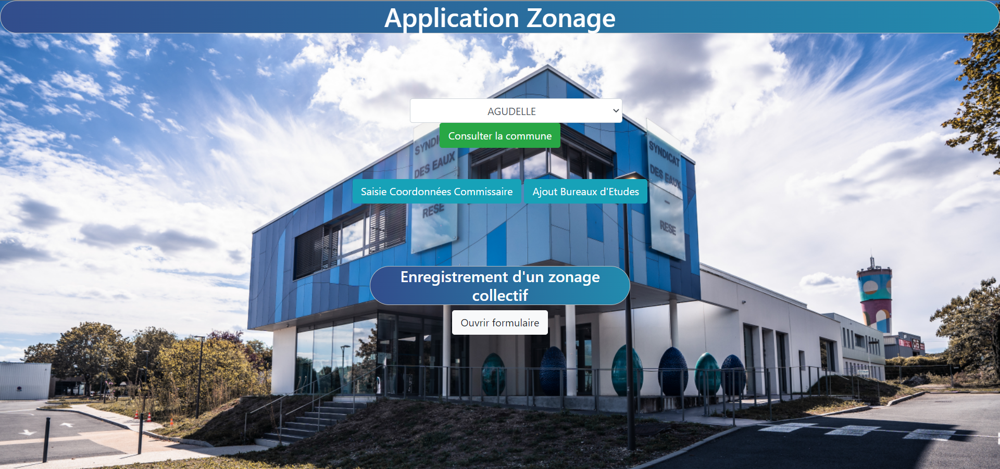 Application Zonage
AGUDELLE
Consulter la commune
SYNDI
DES EAUX
SYNDICAT
DES EAUX
–
RESE
Saisie Coordonnées Commissaire
Ajout Bureaux d'Etudes
RESE
Enregistrement d'un zonage
collectif
Ouvrir formulaire